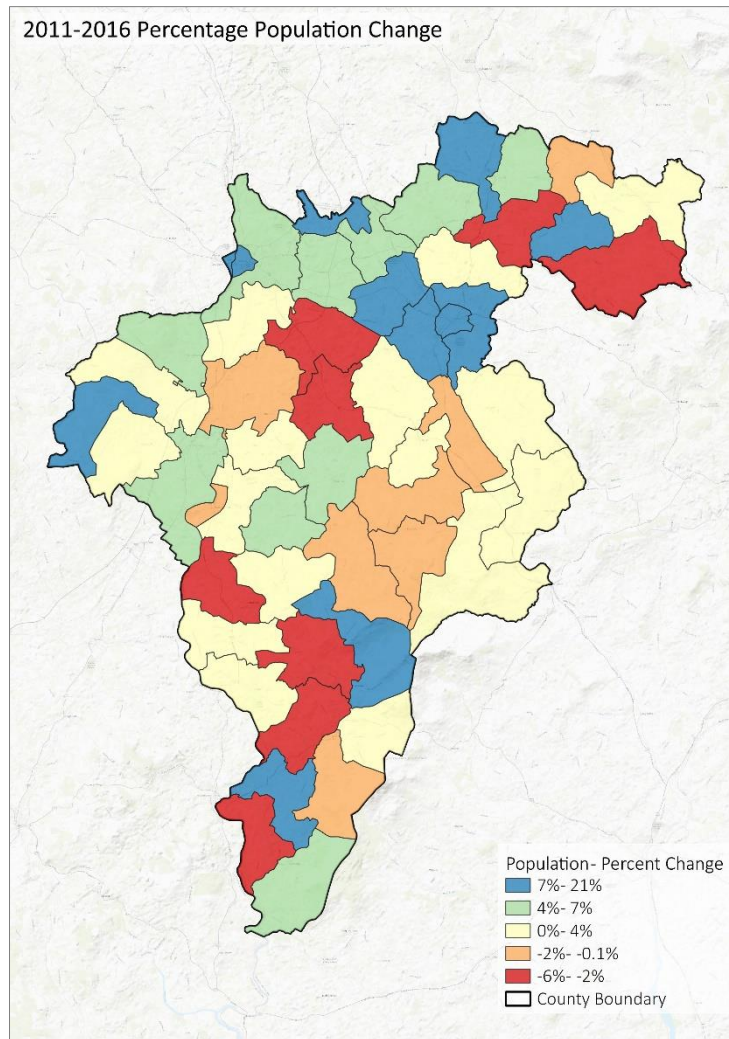 2011-2016 Percentage Population Change
Population- Percent Change
7%- 21%
4%- 7%
0%- 4%
-2%- -0.1%
-6%- -2%
County Boundary